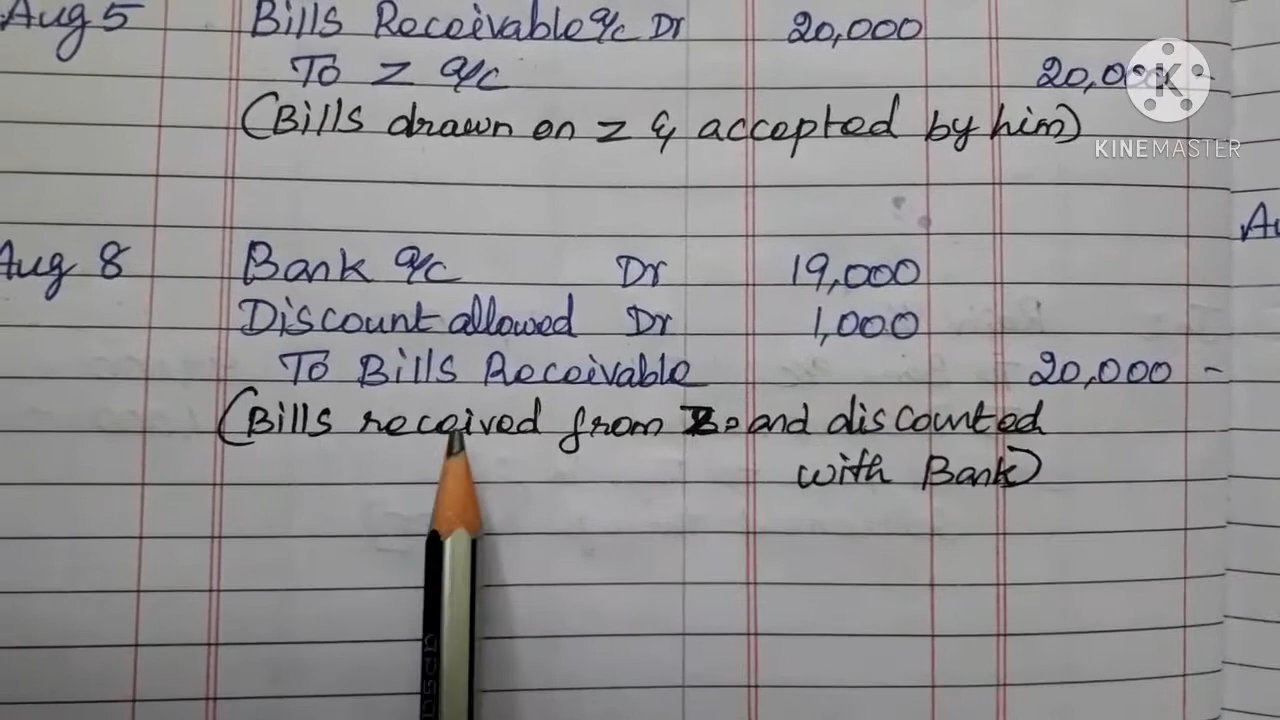 Aug 5 Bills Receivable a/c Dr 20,000
To Z a/c
(Bills drawn on Z & accepted by him)
KINEMASTER
Aug 8 Bank a/c Dr 19,000
Discount allowed Dr 1,000
To Bills Receivable 20,000 -
(Bills received from Z. and discounted
with Bank)